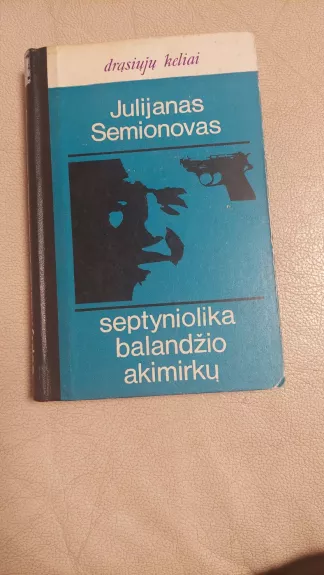 drąsiųjų keliai
Julijanas
Semionovas
septyniolika
balandžio
akimirkų